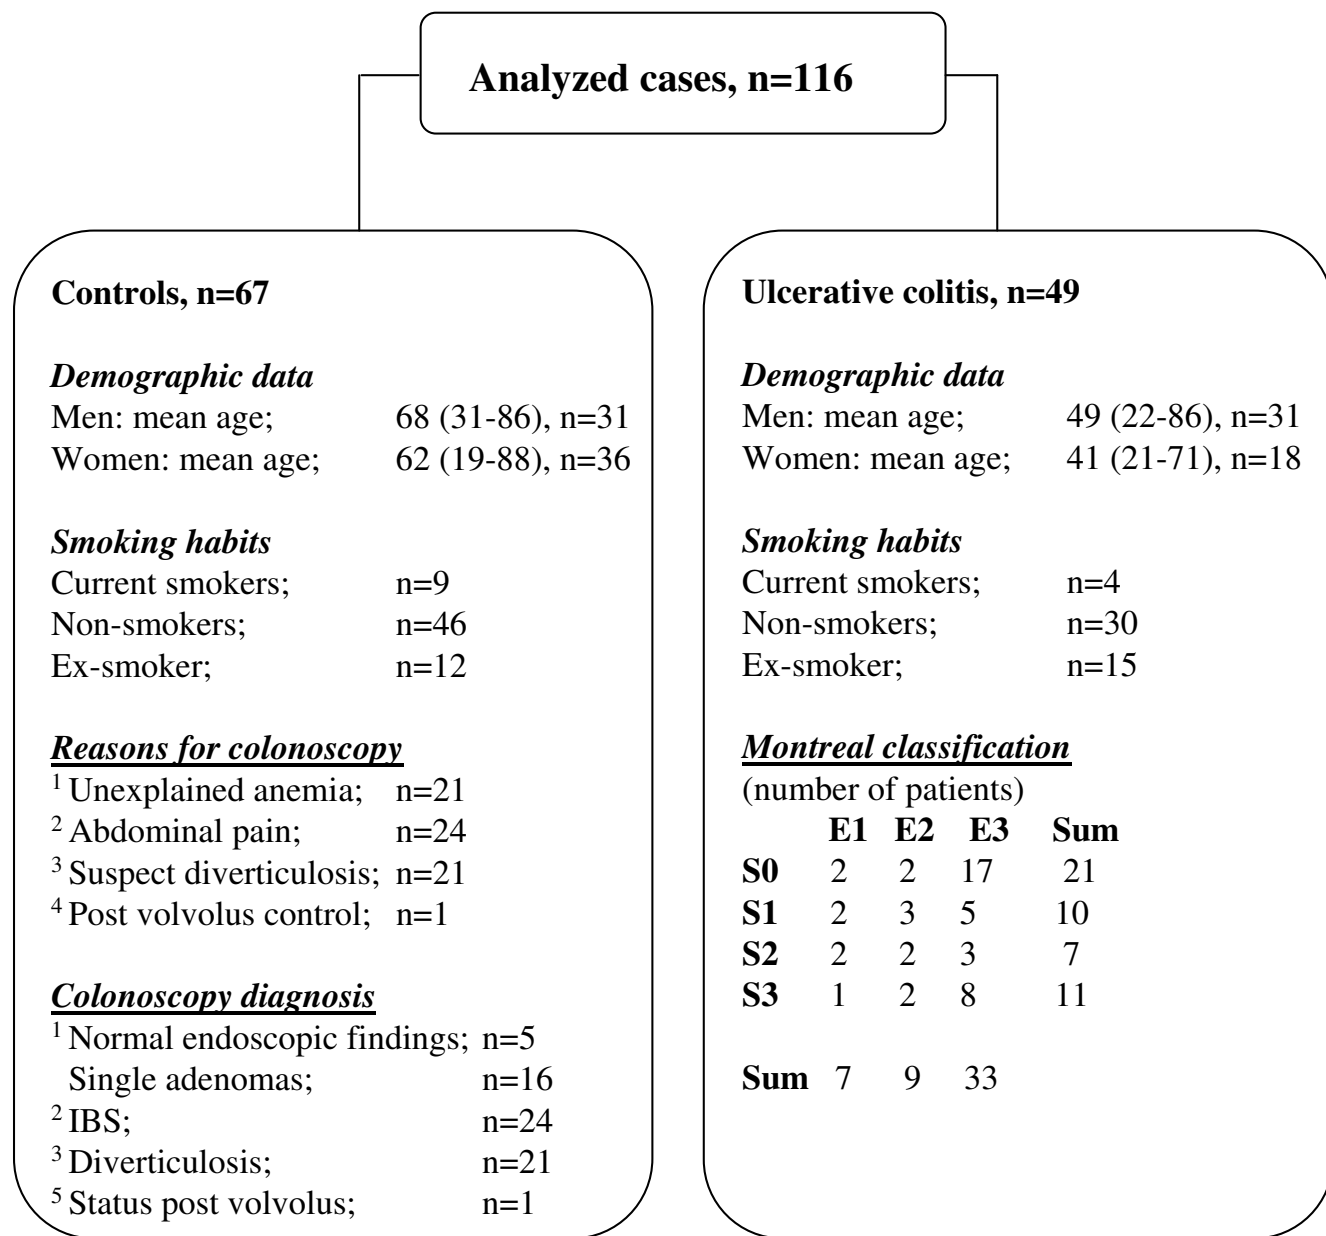 Analyzed cases, n=116
Controls, n=67
Demographic data
Men: mean age; 68 (31-86), n=31
Women: mean age; 62 (19-88), n=36
Smoking habits
Current smokers; n=9
Non-smokers; n=46
Ex-smoker; n=12
Reasons for colonoscopy
1 Unexplained anemia; n=21
2 Abdominal pain; n=24
3 Suspect diverticulosis; n=21
4 Post volvolus control; n=1
Colonoscopy diagnosis
1 Normal endoscopic findings; n=5
Single adenomas; n=16
2 IBS; n=24
3 Diverticulosis; n=21
5 Status post volvolus; n=1
Ulcerative colitis, n=49
Demographic data
Men: mean age; 49 (22-86), n=31
Women: mean age; 41 (21-71), n=18
Smoking habits
Current smokers; n=4
Non-smokers; n=30
Ex-smoker; n=15
Montreal classification
(number of patients)
E1 E2 E3 Sum
S0 2 2 17 21
S1 2 3 5 10
S2 2 2 3 7
S3 1 2 8 11
Sum 7 9 33